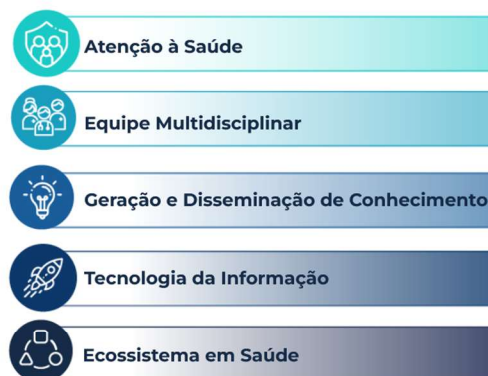 Atenção à Saúde
Equipe Multidisciplinar
Geração e Disseminação de Conhecimento
Tecnologia da Informação
Ecossistema em Saúde